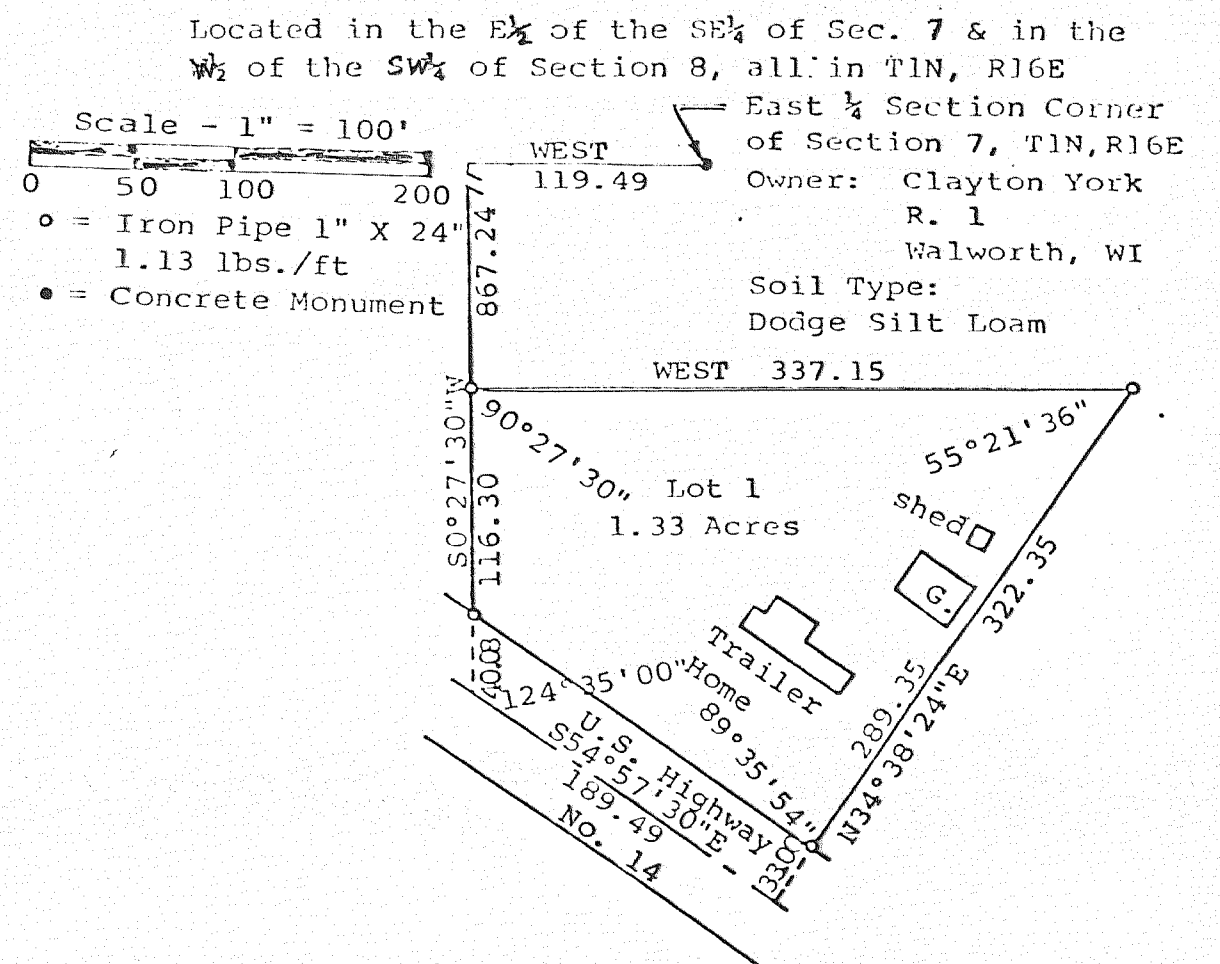 Located in the E½ of the SE¼ of Sec. 7 & in the
W½ of the SW¼ of Section 8, all in T1N, R16E
Scale - 1" = 100'
0 50 100 200
o = Iron Pipe 1" X 24"
1.13 lbs./ft
● = Concrete Monument
WEST
119.49
East ¼ Section Corner
of Section 7, T1N, R16E
Owner: Clayton York
R. 1
Walworth, WI
Soil Type:
Dodge Silt Loam
867.24
WEST 337.15
S0°27'30"W
116.30
90°27'30"
55°21'36"
Lot 1
1.33 Acres
shed
G.
322.35
289.35
N34°38'24"E
Trailer
Home
40.08
124°35'00"
89°35'54"
U.S. Highway
S54°57'30"E
189.49
No. 14
33.00